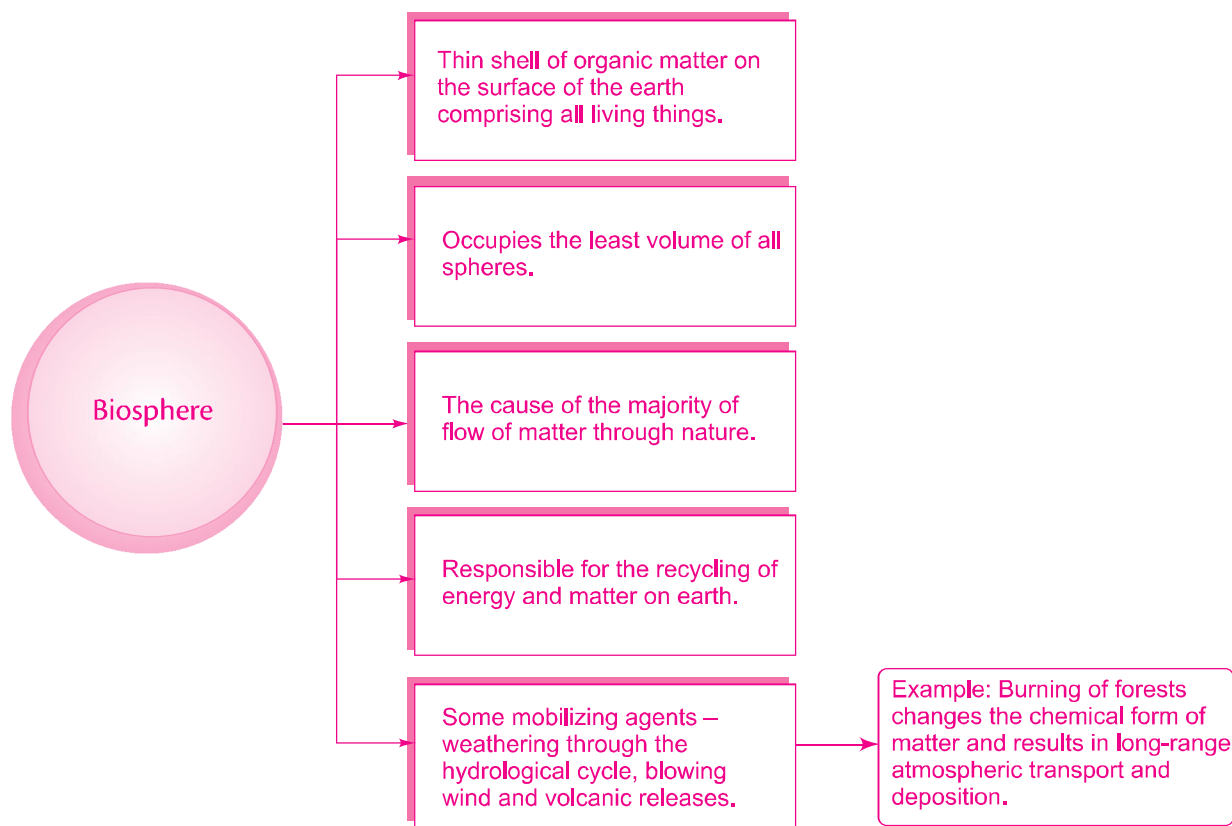 Thin shell of organic matter on
the surface of the earth
comprising all living things.
Occupies the least volume of all
spheres.
Biosphere
The cause of the majority of
flow of matter through nature.
Responsible for the recycling of
energy and matter on earth.
Some mobilizing agents –
weathering through the
hydrological cycle, blowing
wind and volcanic releases.
Example: Burning of forests
changes the chemical form of
matter and results in long-range
atmospheric transport and
deposition.